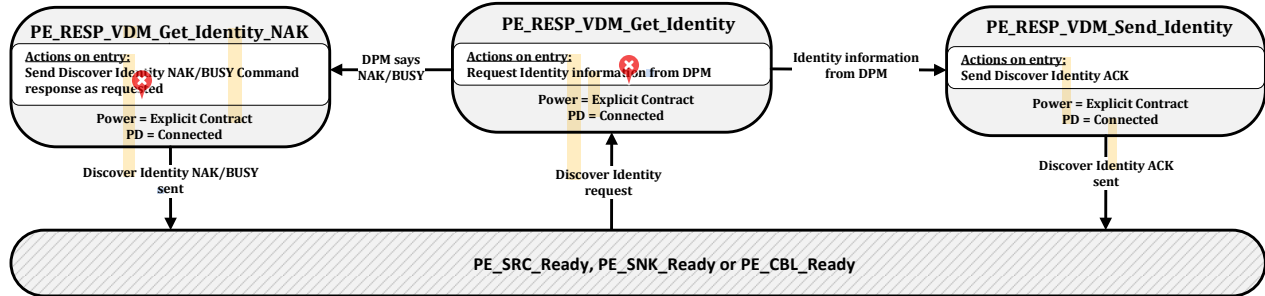 PE_RESP_VDM_Get_Identity_NAK
Actions on entry:
Send Discover Identity NAK/BUSY Command
response as requested
Power = Explicit Contract
PD = Connected
DPM says
NAK/BUSY
PE_RESP_VDM_Get_Identity
Actions on entry:
Request Identity information from DPM
Power = Explicit Contract
PD = Connected
Identity information
from DPM
PE_RESP_VDM_Send_Identity
Actions on entry:
Send Discover Identity ACK
Power = Explicit Contract
PD = Connected
Discover Identity NAK/BUSY
sent
Discover Identity
request
Discover Identity ACK
sent
PE_SRC_Ready, PE_SNK_Ready or PE_CBL_Ready